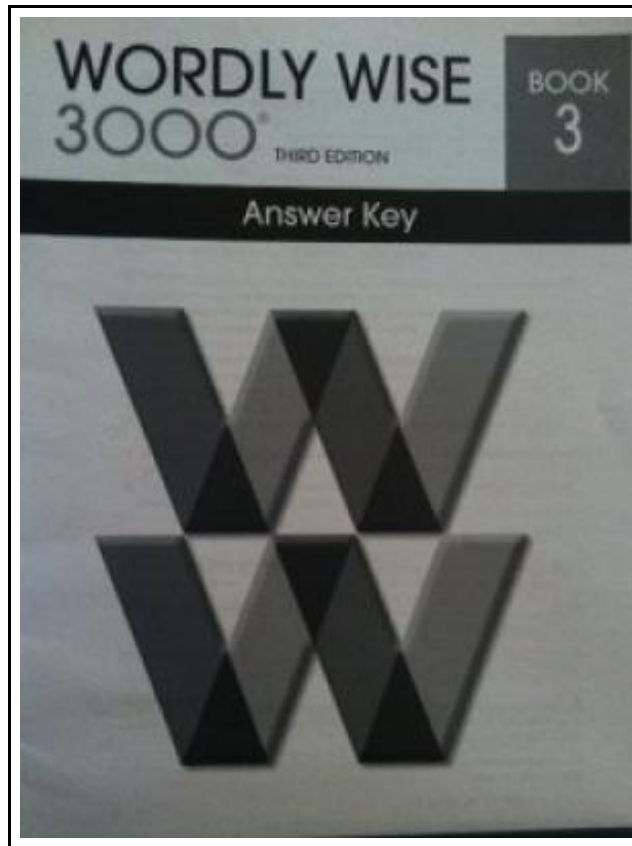 WORDLY WISE
3000®
THIRD EDITION
BOOK
3
Answer Key
W
W